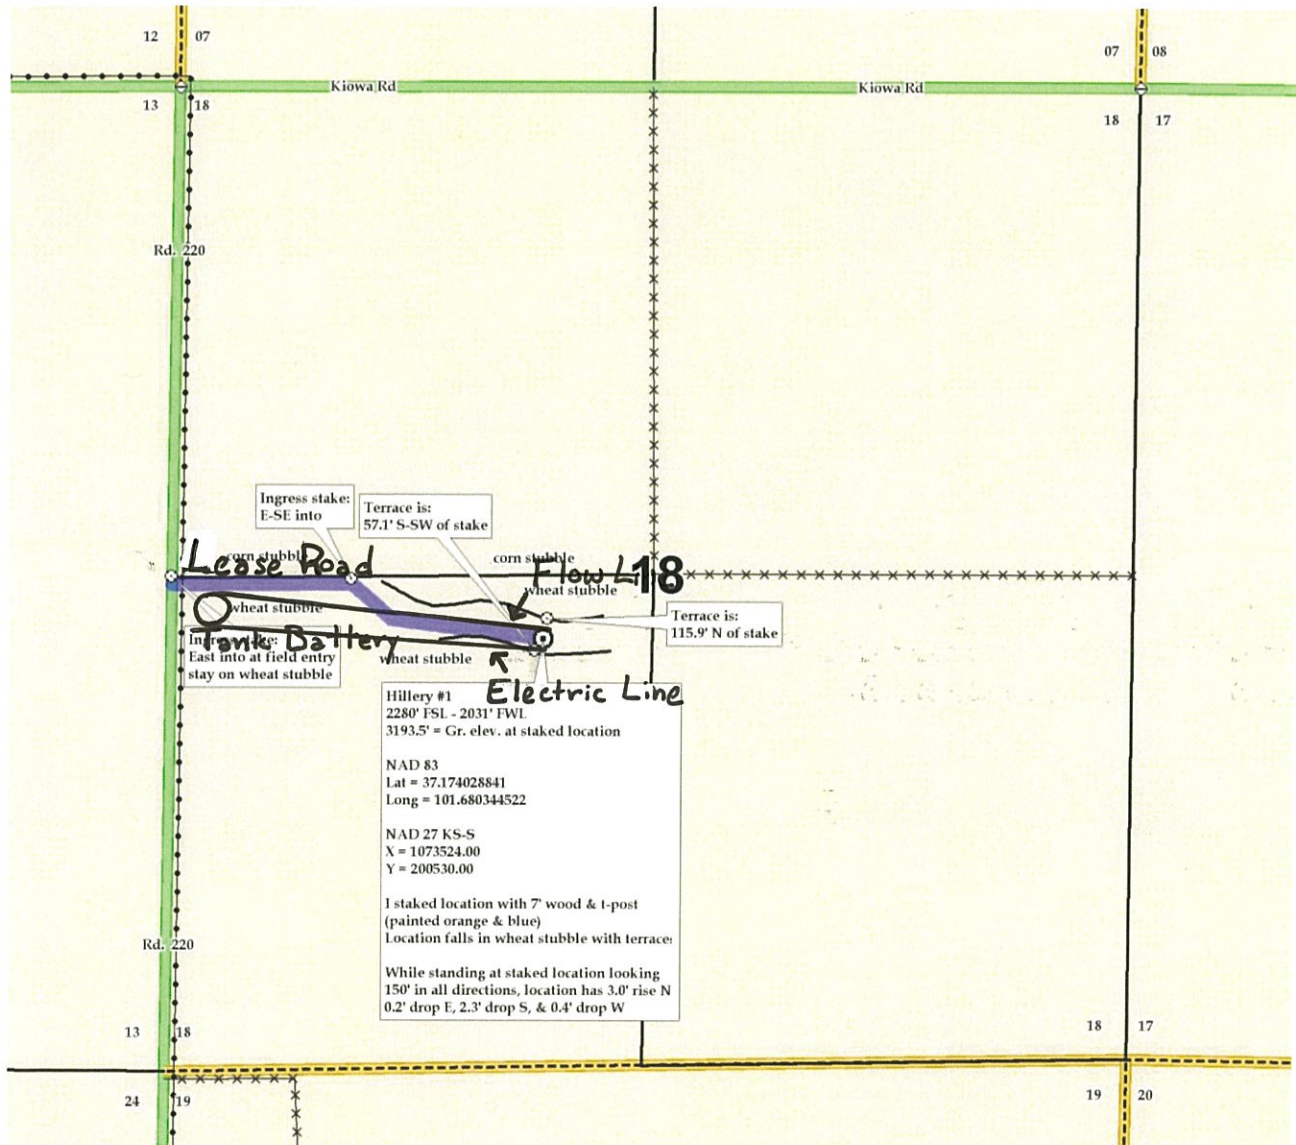 12 07
07 08
Kiowa Rd
Kiowa Rd
13 18
18 17
Rd. 220
Ingress stake:
E-SE into
Terrace is:
57.1' S-SW of stake
corn stubble
corn stubble
Lease Road
Flow Li
18
wheat stubble
wheat stubble
Terrace is:
115.9' N of stake
Tank Battery
Ingress stake:
East into at field entry
stay on wheat stubble
wheat stubble
Electric Line
Hillery #1
2280' FSL - 2031' FWL
3193.5' = Gr. elev. at staked location
NAD 83
Lat = 37.174028841
Long = 101.680344522
NAD 27 KS-S
X = 1073524.00
Y = 200530.00
I staked location with 7' wood & t-post
(painted orange & blue)
Location falls in wheat stubble with terrace
While standing at staked location looking
150' in all directions, location has 3.0' rise N
0.2' drop E, 2.3' drop S, & 0.4' drop W
Rd. 220
13 18
18 17
24 19
19 20